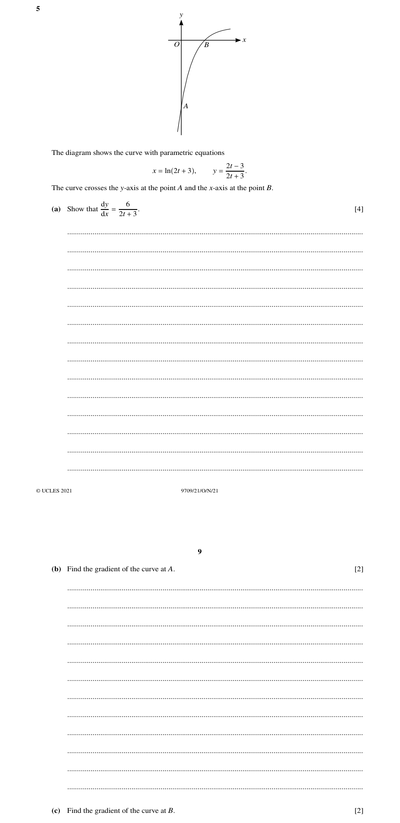 5
y
O
B
x
A
The diagram shows the curve with parametric equations
x = ln(2t + 3),    y = (2t − 3)/(2t + 3).
The curve crosses the y-axis at the point A and the x-axis at the point B.
(a) Show that dy/dx = 6/(2t + 3). [4]
© UCLES 2021    9709/21/O/N/21
9
(b) Find the gradient of the curve at A. [2]
(c) Find the gradient of the curve at B. [2]